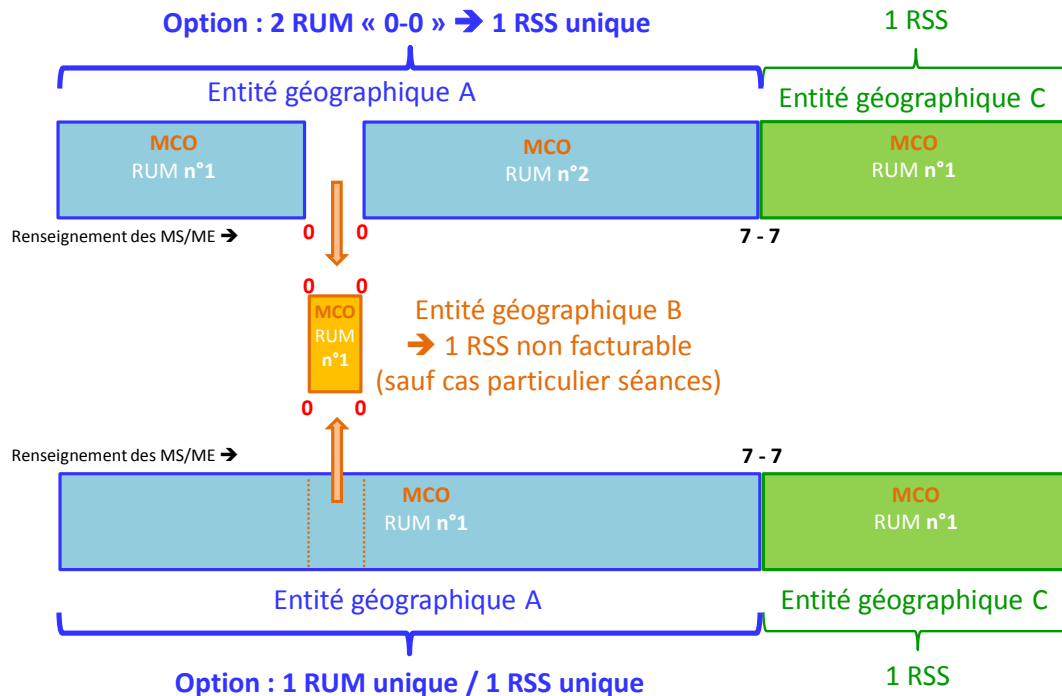 Option : 2 RUM « 0-0 » ➔ 1 RSS unique
1 RSS
Entité géographique A
Entité géographique C
MCO
RUM n°1
MCO
RUM n°2
MCO
RUM n°1
Renseignement des MS/ME ➔
0
0
7 - 7
0
0
MCO
RUM
n°1
Entité géographique B
➔ 1 RSS non facturable
(sauf cas particulier séances)
0
0
Renseignement des MS/ME ➔
7 - 7
MCO
RUM n°1
MCO
RUM n°1
Entité géographique A
Entité géographique C
Option : 1 RUM unique / 1 RSS unique
1 RSS